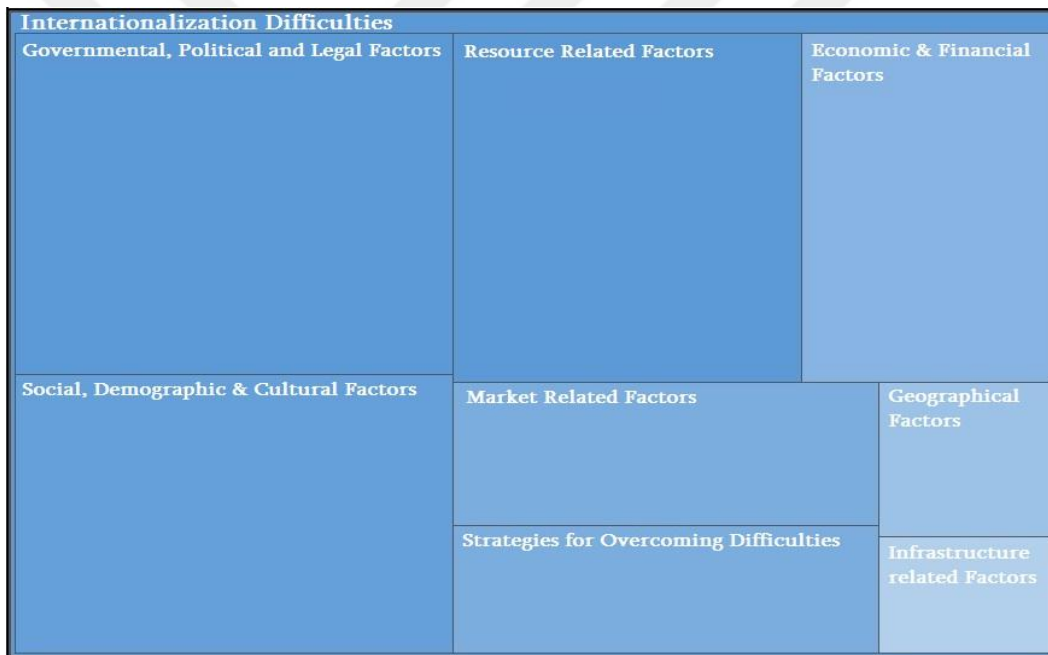 Internationalization Difficulties
Governmental, Political and Legal Factors
Resource Related Factors
Economic & Financial
Factors
Social, Demographic & Cultural Factors
Market Related Factors
Geographical
Factors
Strategies for Overcoming Difficulties
Infrastructure
related Factors